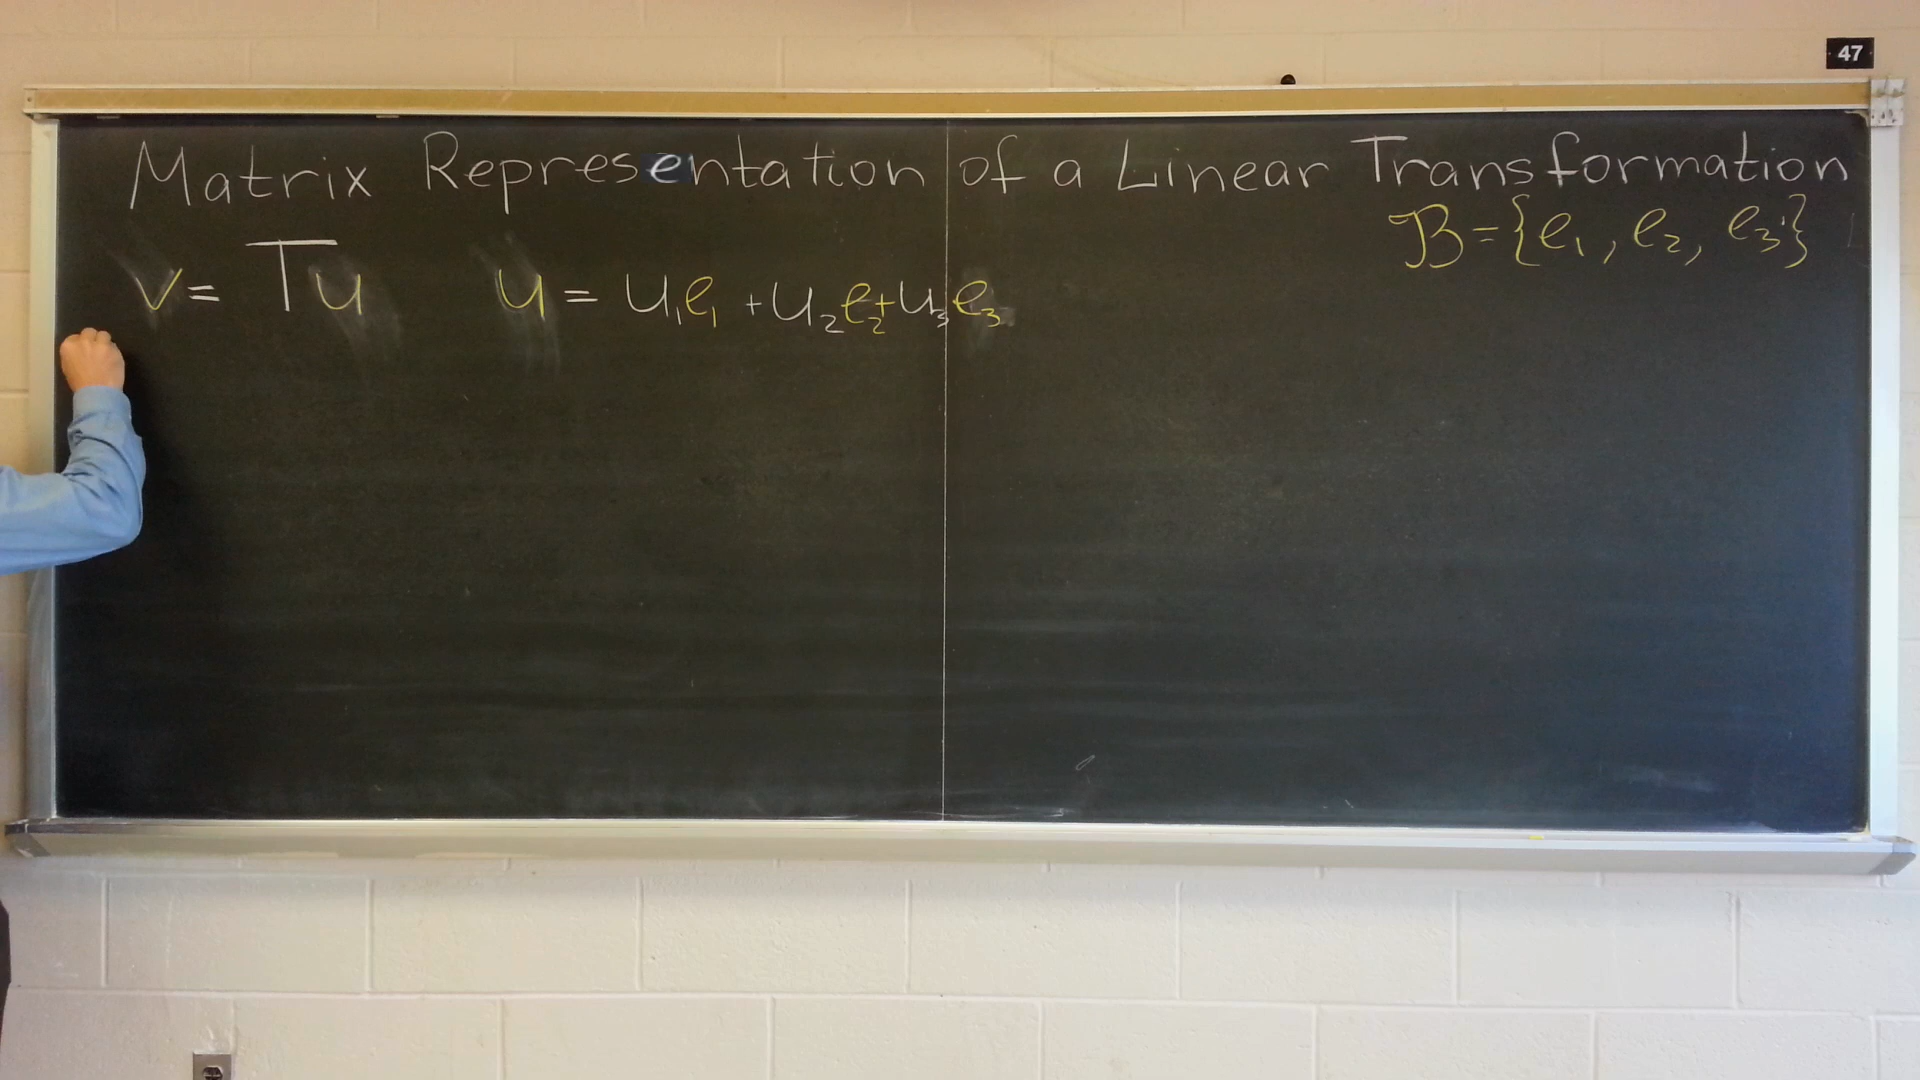 47
Matrix Representation of a Linear Transformation
B={e₁, e₂, e₃}
v = Tu u = u₁e₁ + u₂e₂+u₃e₃